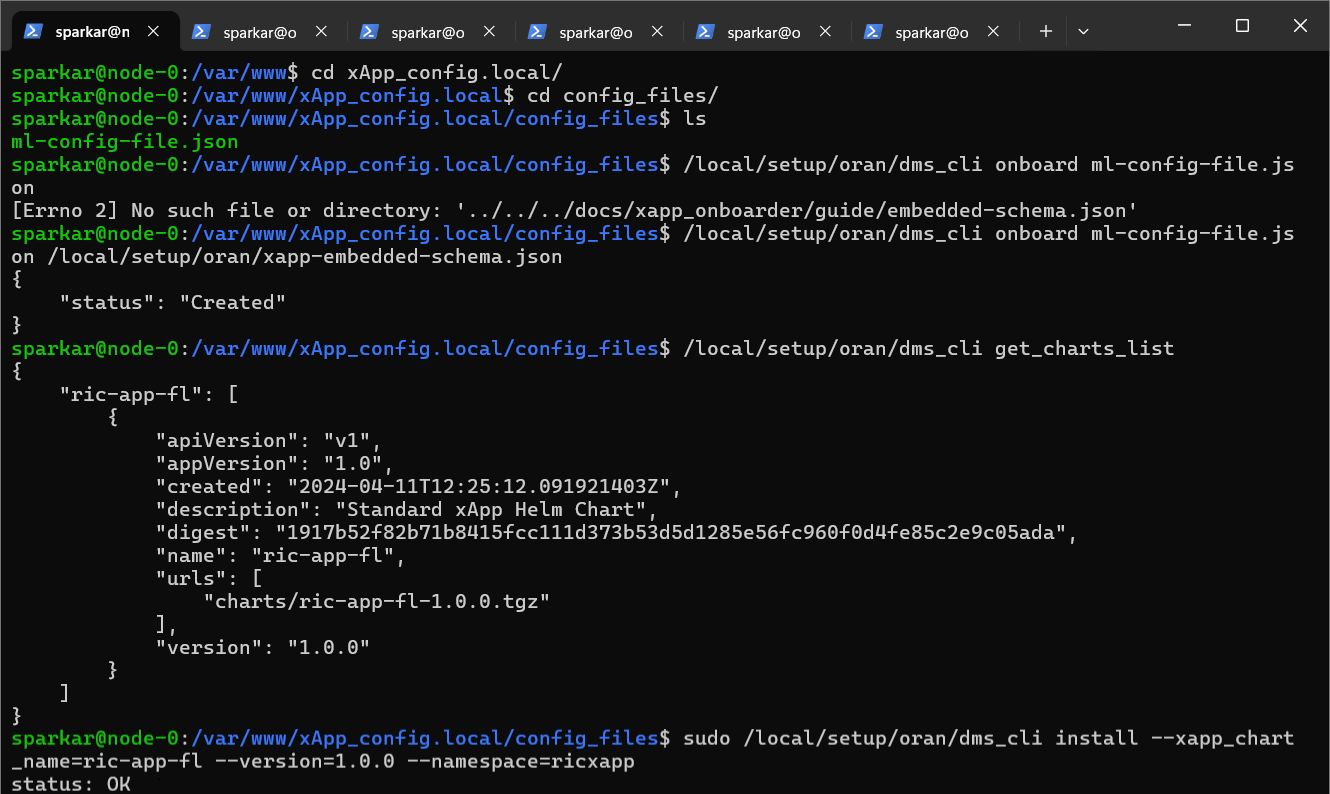 sparkar@n
sparkar@o
sparkar@o
sparkar@o
sparkar@o
sparkar@o
sparkar@node-0:/var/www$ cd xApp_config.local/
sparkar@node-0:/var/www/xApp_config.local$ cd config_files/
sparkar@node-0:/var/www/xApp_config.local/config_files$ ls
ml-config-file.json
sparkar@node-0:/var/www/xApp_config.local/config_files$ /local/setup/oran/dms_cli onboard ml-config-file.js
on
[Errno 2] No such file or directory: '../../../docs/xapp_onboarder/guide/embedded-schema.json'
sparkar@node-0:/var/www/xApp_config.local/config_files$ /local/setup/oran/dms_cli onboard ml-config-file.js
on /local/setup/oran/xapp-embedded-schema.json
{
    "status": "Created"
}
sparkar@node-0:/var/www/xApp_config.local/config_files$ /local/setup/oran/dms_cli get_charts_list
{
    "ric-app-fl": [
        {
            "apiVersion": "v1",
            "appVersion": "1.0",
            "created": "2024-04-11T12:25:12.091921403Z",
            "description": "Standard xApp Helm Chart",
            "digest": "1917b52f82b71b8415fcc111d373b53d5d1285e56fc960f0d4fe85c2e9c05ada",
            "name": "ric-app-fl",
            "urls": [
                "charts/ric-app-fl-1.0.0.tgz"
            ],
            "version": "1.0.0"
        }
    ]
}
sparkar@node-0:/var/www/xApp_config.local/config_files$ sudo /local/setup/oran/dms_cli install --xapp_chart
_name=ric-app-fl --version=1.0.0 --namespace=ricxapp
status: OK